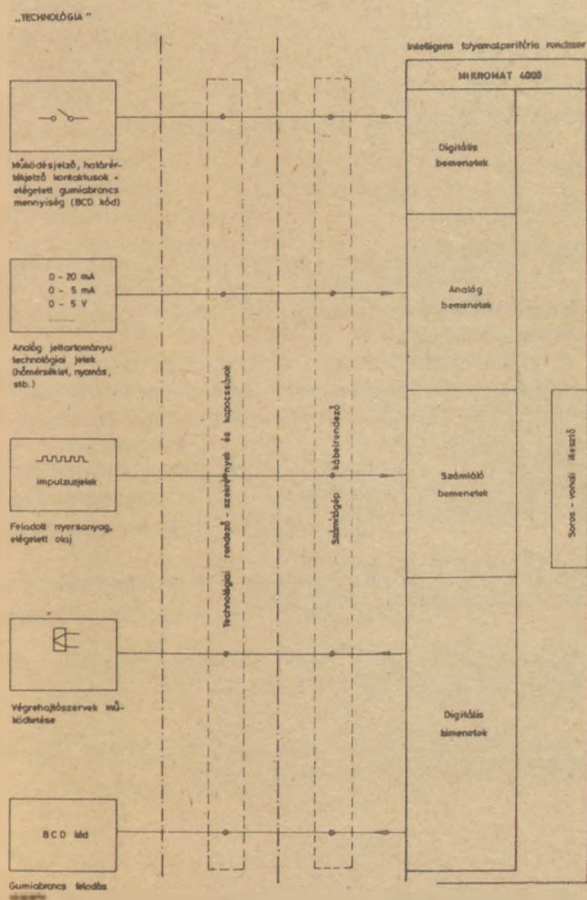 „TECHNOLÓGIA"
Intelligens folyamatperiféria rendszer
MIKROMAT 4000
Működésjelző, határér-
tékjelző kontaktusok +
elégetett gumiabroncs
mennyiség (BCD kód)
Digitális
bemenetek
0 - 20 mA
0 - 5 mA
0 - 5 V
Analóg jeltartományu
technológiai jelek
(hőmérséklet, nyomás,
stb.)
Analóg
bemenetek
Technológiai rendező - szekrények és kapocssávok
Számítógép kábelrendező
impulzusjelek
Feladott nyersanyag,
elégetett olaj
Számláló
bemenetek
Soros - vonali illesztő
Végrehajtószervek mű-
ködtetése
Digitális
kimenetek
BCD kód
Gumiabroncs feladás